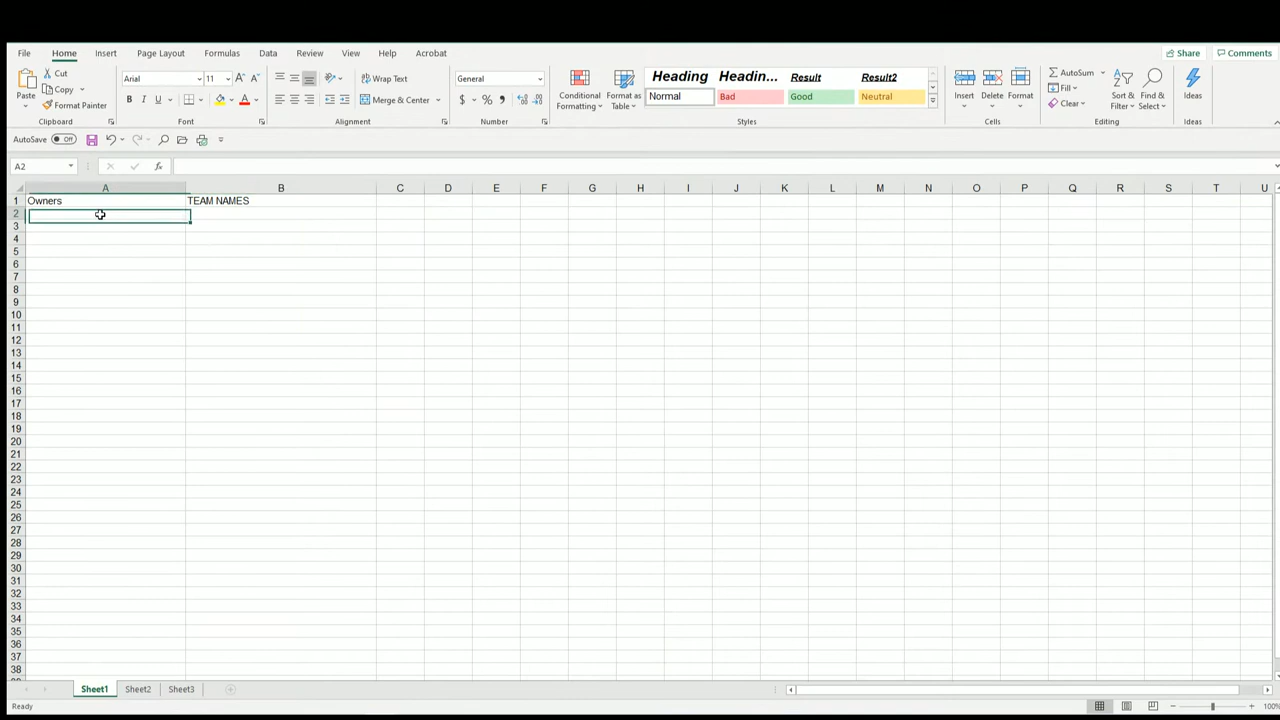 File Home Insert Page Layout Formulas Data Review View Help Acrobat Share Comments
Paste Cut Copy Format Painter Clipboard
Arial 11 A A B I U A Font
Wrap Text Merge & Center Alignment
General $ % , Number
Conditional Formatting Format as Table
Heading Headin... Result Result2
Normal Bad Good Neutral
Styles
Insert Delete Format Cells
AutoSum Fill Clear Sort & Filter Find & Select Editing
Ideas Ideas
AutoSave Off
A2 fx
A B C D E F G H I J K L M N O P Q R S T U
1 Owners TEAM NAMES
2
3
4
5
6
7
8
9
10
11
12
13
14
15
16
17
18
19
20
21
22
23
24
25
26
27
28
29
30
31
32
33
34
35
36
37
38
Sheet1 Sheet2 Sheet3
Ready 100%